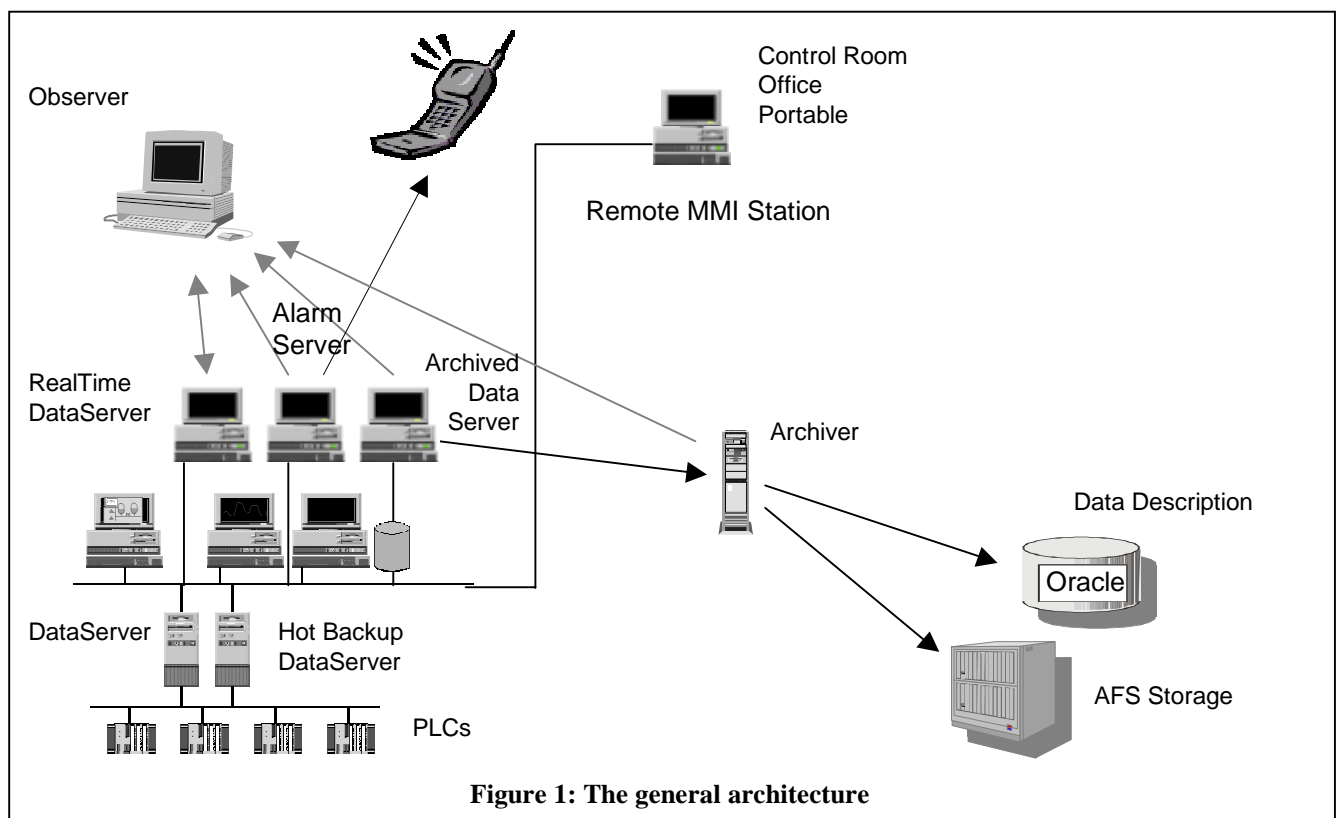 Observer
Control Room
Office
Portable
Remote MMI Station
Alarm
Server
RealTime
DataServer
Archived
Data
Server
Archiver
Data Description
Oracle
DataServer
Hot Backup
DataServer
AFS Storage
PLCs
Figure 1: The general architecture